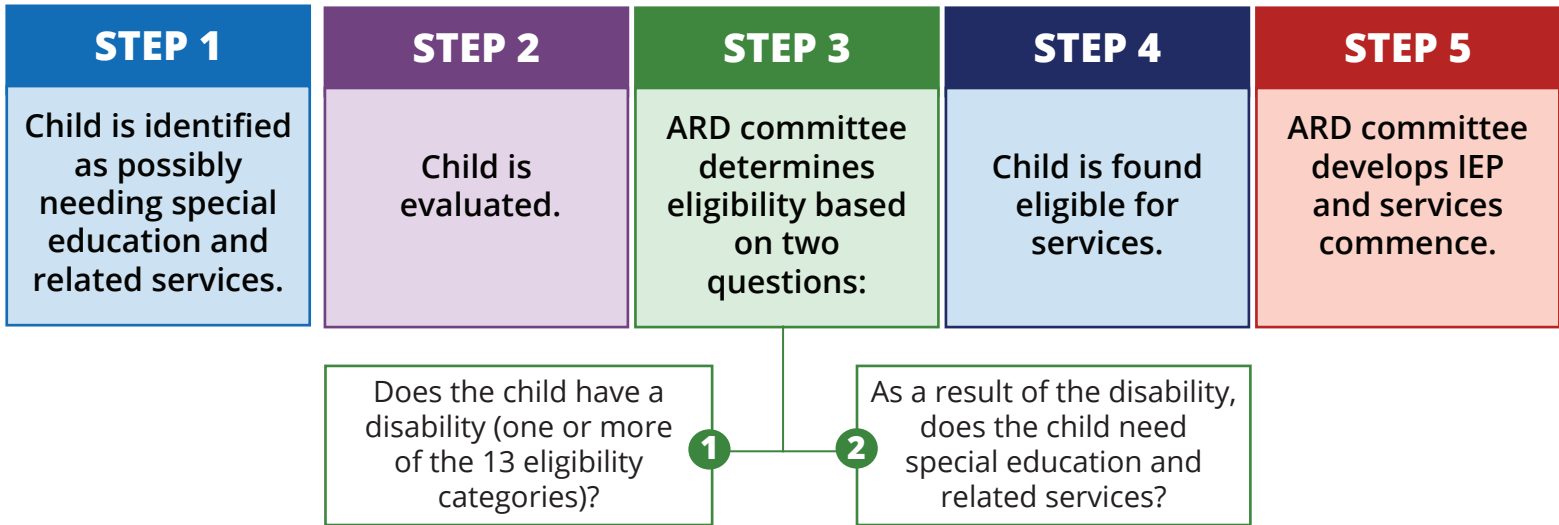 STEP 1
Child is identified
as possibly
needing special
education and
related services.
STEP 2
Child is
evaluated.
STEP 3
ARD committee
determines
eligibility based
on two
questions:
STEP 4
Child is found
eligible for
services.
STEP 5
ARD committee
develops IEP
and services
commence.
Does the child have a
disability (one or more
of the 13 eligibility
categories)?
1
2
As a result of the disability,
does the child need
special education and
related services?